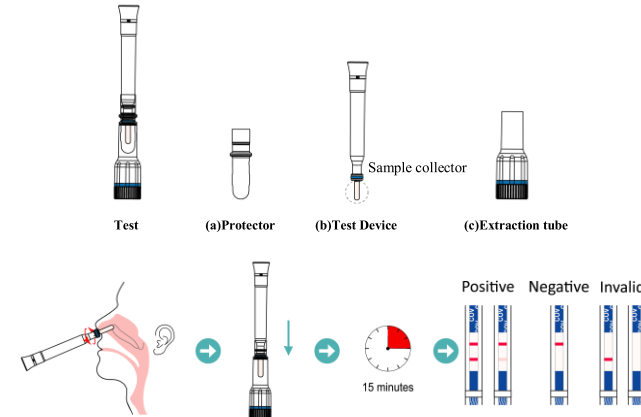 Sample collector
Test
(a)Protector
(b)Test Device
(c)Extraction tube
Positive
Negative
Invalid
15 minutes